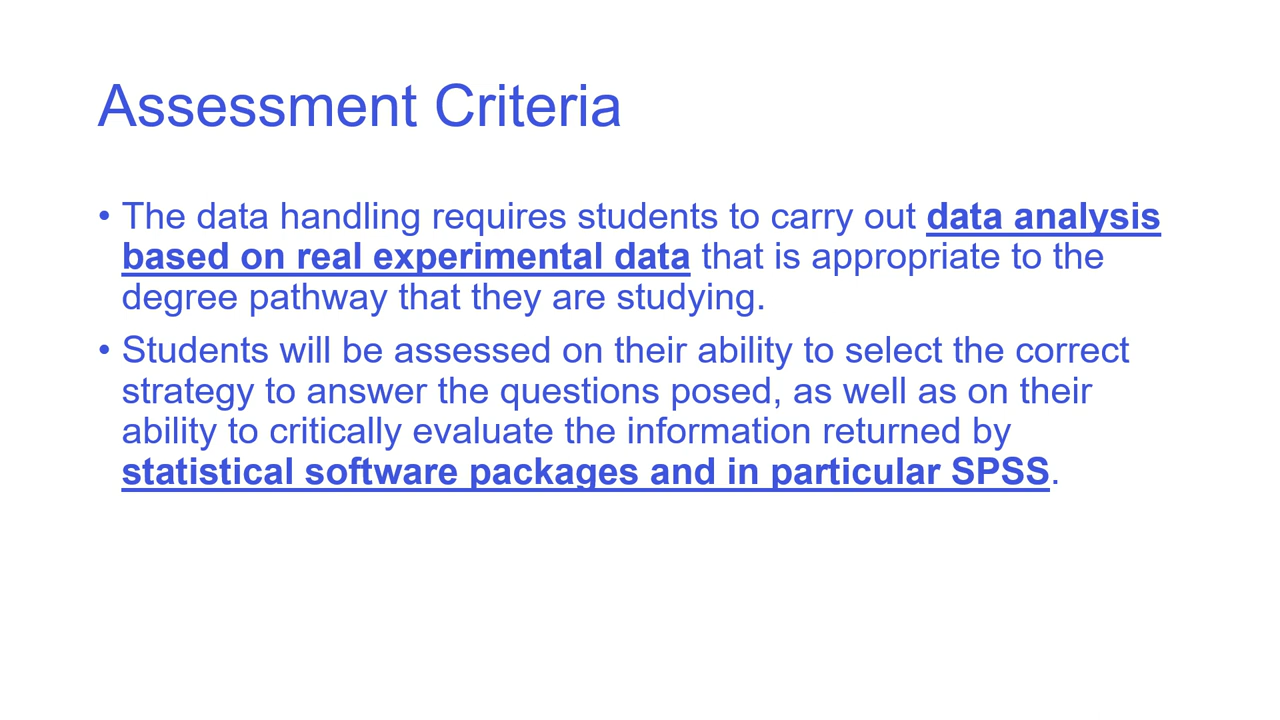 Assessment Criteria
• The data handling requires students to carry out data analysis
based on real experimental data that is appropriate to the
degree pathway that they are studying.
• Students will be assessed on their ability to select the correct
strategy to answer the questions posed, as well as on their
ability to critically evaluate the information returned by
statistical software packages and in particular SPSS.